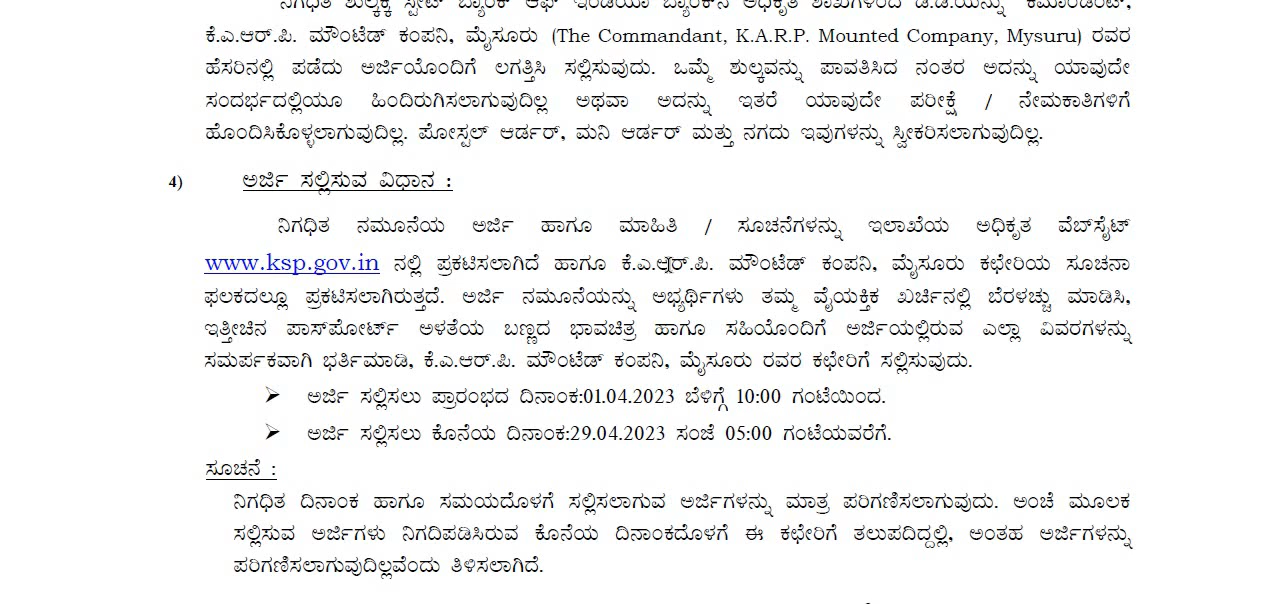 ನಿಗಧಿತ ಶುಲ್ಕಕ್ಕೆ ಸ್ಟೇಟ್ ಬ್ಯಾಂಕ್ ಆಫ್ ಇಂಡಿಯಾ ಬ್ಯಾಂಕ್‌ನ ಅಧಿಕೃತ ಶಾಖೆಗಳಿಂದ ಡಿ.ಡಿ.ಯನ್ನು ಕಮಾಂಡೆಂಟ್,
ಕೆ.ಎ.ಆರ್.ಪಿ. ಮೌಂಟೆಡ್ ಕಂಪನಿ, ಮೈಸೂರು (The Commandant, K.A.R.P. Mounted Company, Mysuru) ರವರ
ಹೆಸರಿನಲ್ಲಿ ಪಡೆದು ಅರ್ಜಿಯೊಂದಿಗೆ ಲಗತ್ತಿಸಿ ಸಲ್ಲಿಸುವುದು. ಒಮ್ಮೆ ಶುಲ್ಕವನ್ನು ಪಾವತಿಸಿದ ನಂತರ ಅದನ್ನು ಯಾವುದೇ
ಸಂದರ್ಭದಲ್ಲಿಯೂ ಹಿಂದಿರುಗಿಸಲಾಗುವುದಿಲ್ಲ ಅಥವಾ ಅದನ್ನು ಇತರೆ ಯಾವುದೇ ಪರೀಕ್ಷೆ / ನೇಮಕಾತಿಗಳಿಗೆ
ಹೊಂದಿಸಿಕೊಳ್ಳಲಾಗುವುದಿಲ್ಲ. ಪೋಸ್ಟಲ್ ಆರ್ಡರ್, ಮನಿ ಆರ್ಡರ್ ಮತ್ತು ನಗದು ಇವುಗಳನ್ನು ಸ್ವೀಕರಿಸಲಾಗುವುದಿಲ್ಲ.
4) ಅರ್ಜಿ ಸಲ್ಲಿಸುವ ವಿಧಾನ :
ನಿಗಧಿತ ನಮೂನೆಯ ಅರ್ಜಿ ಹಾಗೂ ಮಾಹಿತಿ / ಸೂಚನೆಗಳನ್ನು ಇಲಾಖೆಯ ಅಧಿಕೃತ ವೆಬ್‌ಸೈಟ್
www.ksp.gov.in ನಲ್ಲಿ ಪ್ರಕಟಿಸಲಾಗಿದೆ ಹಾಗೂ ಕೆ.ಎ.ಆರ್.ಪಿ. ಮೌಂಟೆಡ್ ಕಂಪನಿ, ಮೈಸೂರು ಕಛೇರಿಯ ಸೂಚನಾ
ಫಲಕದಲ್ಲೂ ಪ್ರಕಟಿಸಲಾಗಿರುತ್ತದೆ. ಅರ್ಜಿ ನಮೂನೆಯನ್ನು ಅಭ್ಯರ್ಥಿಗಳು ತಮ್ಮ ವೈಯಕ್ತಿಕ ಖರ್ಚಿನಲ್ಲಿ ಬೆರಳಚ್ಚು ಮಾಡಿಸಿ,
ಇತ್ತೀಚಿನ ಪಾಸ್‌ಪೋರ್ಟ್ ಅಳತೆಯ ಬಣ್ಣದ ಭಾವಚಿತ್ರ ಹಾಗೂ ಸಹಿಯೊಂದಿಗೆ ಅರ್ಜಿಯಲ್ಲಿರುವ ಎಲ್ಲಾ ವಿವರಗಳನ್ನು
ಸಮರ್ಪಕವಾಗಿ ಭರ್ತಿಮಾಡಿ, ಕೆ.ಎ.ಆರ್.ಪಿ. ಮೌಂಟೆಡ್ ಕಂಪನಿ, ಮೈಸೂರು ರವರ ಕಛೇರಿಗೆ ಸಲ್ಲಿಸುವುದು.
➢ ಅರ್ಜಿ ಸಲ್ಲಿಸಲು ಪ್ರಾರಂಭದ ದಿನಾಂಕ:01.04.2023 ಬೆಳಿಗ್ಗೆ 10:00 ಗಂಟೆಯಿಂದ.
➢ ಅರ್ಜಿ ಸಲ್ಲಿಸಲು ಕೊನೆಯ ದಿನಾಂಕ:29.04.2023 ಸಂಜೆ 05:00 ಗಂಟೆಯವರೆಗೆ.
ಸೂಚನೆ :
ನಿಗಧಿತ ದಿನಾಂಕ ಹಾಗೂ ಸಮಯದೊಳಗೆ ಸಲ್ಲಿಸಲಾಗುವ ಅರ್ಜಿಗಳನ್ನು ಮಾತ್ರ ಪರಿಗಣಿಸಲಾಗುವುದು. ಅಂಚೆ ಮೂಲಕ
ಸಲ್ಲಿಸುವ ಅರ್ಜಿಗಳು ನಿಗದಿಪಡಿಸಿರುವ ಕೊನೆಯ ದಿನಾಂಕದೊಳಗೆ ಈ ಕಛೇರಿಗೆ ತಲುಪದಿದ್ದಲ್ಲಿ, ಅಂತಹ ಅರ್ಜಿಗಳನ್ನು
ಪರಿಗಣಿಸಲಾಗುವುದಿಲ್ಲವೆಂದು ತಿಳಿಸಲಾಗಿದೆ.